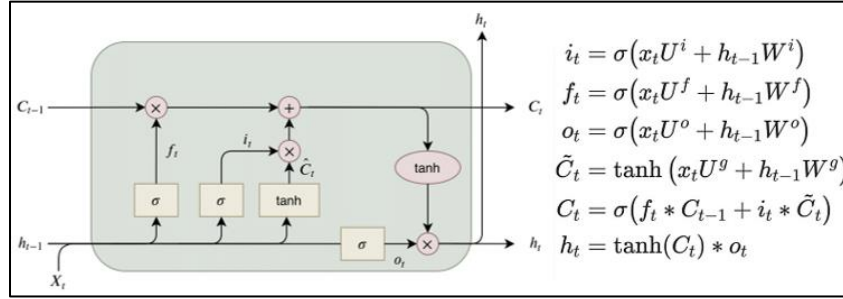 h_t
C_{t-1}
×
+
C_t
f_t
i_t
×
Ĉ_t
tanh
σ
σ
tanh
h_{t-1}
σ
o_t
×
h_t
X_t
i_t = σ(x_t U^i + h_{t-1} W^i)
f_t = σ(x_t U^f + h_{t-1} W^f)
o_t = σ(x_t U^o + h_{t-1} W^o)
C̃_t = tanh (x_t U^g + h_{t-1} W^g)
C_t = σ(f_t * C_{t-1} + i_t * C̃_t)
h_t = tanh(C_t) * o_t